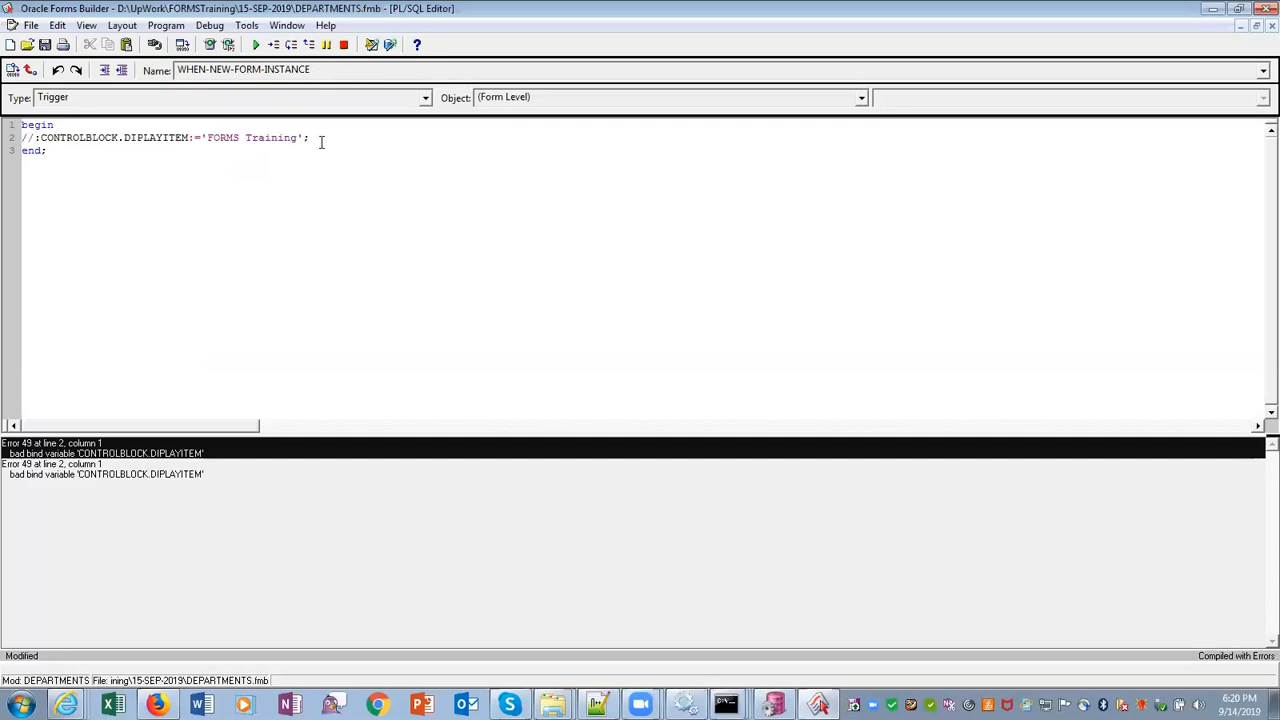 Oracle Forms Builder - D:\UpWork\FORMSTraining\15-SEP-2019\DEPARTMENTS.fmb - [PL/SQL Editor]
File Edit View Layout Program Debug Tools Window Help
Name: WHEN-NEW-FORM-INSTANCE
Type: Trigger Object: (Form Level)
1 begin
2 //:CONTROLBLOCK.DIPLAYITEM:='FORMS Training';
3 end;
Error 49 at line 2, column 1
bad bind variable 'CONTROLBLOCK.DIPLAYITEM'
Error 49 at line 2, column 1
bad bind variable 'CONTROLBLOCK.DIPLAYITEM'
Modified Compiled with Errors
Mod: DEPARTMENTS File: ining\15-SEP-2019\DEPARTMENTS.fmb
6:20 PM
9/14/2019